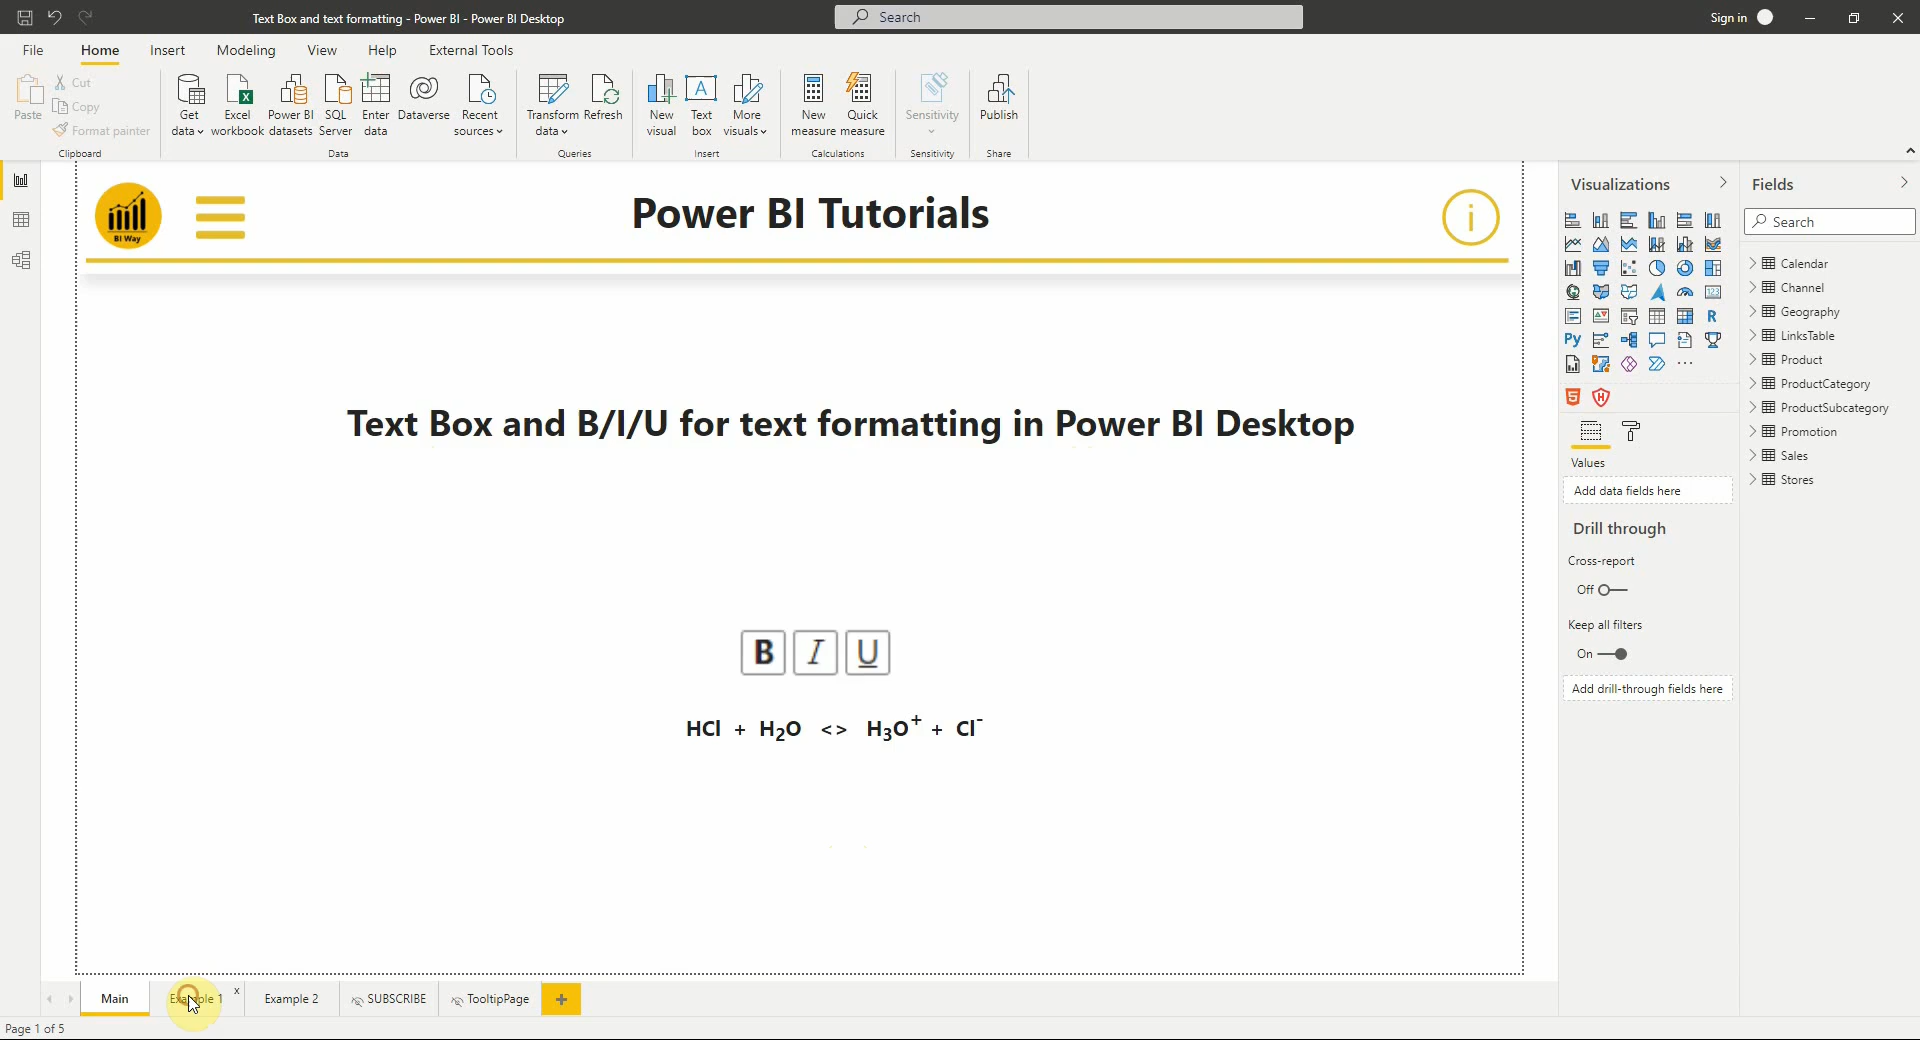 Text Box and text formatting - Power BI - Power BI Desktop
Search
Sign in
File Home Insert Modeling View Help External Tools
Paste
Cut
Copy
Format painter
Clipboard
Get data
Excel workbook
Power BI datasets
SQL Server
Enter data
Dataverse
Recent sources
Data
Transform data
Refresh
Queries
New visual
Text box
More visuals
Insert
New measure
Quick measure
Calculations
Sensitivity
Sensitivity
Publish
Share
BI Way
Power BI Tutorials
i
Text Box and B/I/U for text formatting in Power BI Desktop
B I U
HCl + H₂O <> H₃O⁺ + Cl⁻
Visualizations
123
R
Py
5
H
Values
Add data fields here
Drill through
Cross-report
Off
Keep all filters
On
Add drill-through fields here
Fields
Search
Calendar
Channel
Geography
LinksTable
Product
ProductCategory
ProductSubcategory
Promotion
Sales
Stores
Main
Example 1
Example 2
SUBSCRIBE
TooltipPage
+
Page 1 of 5